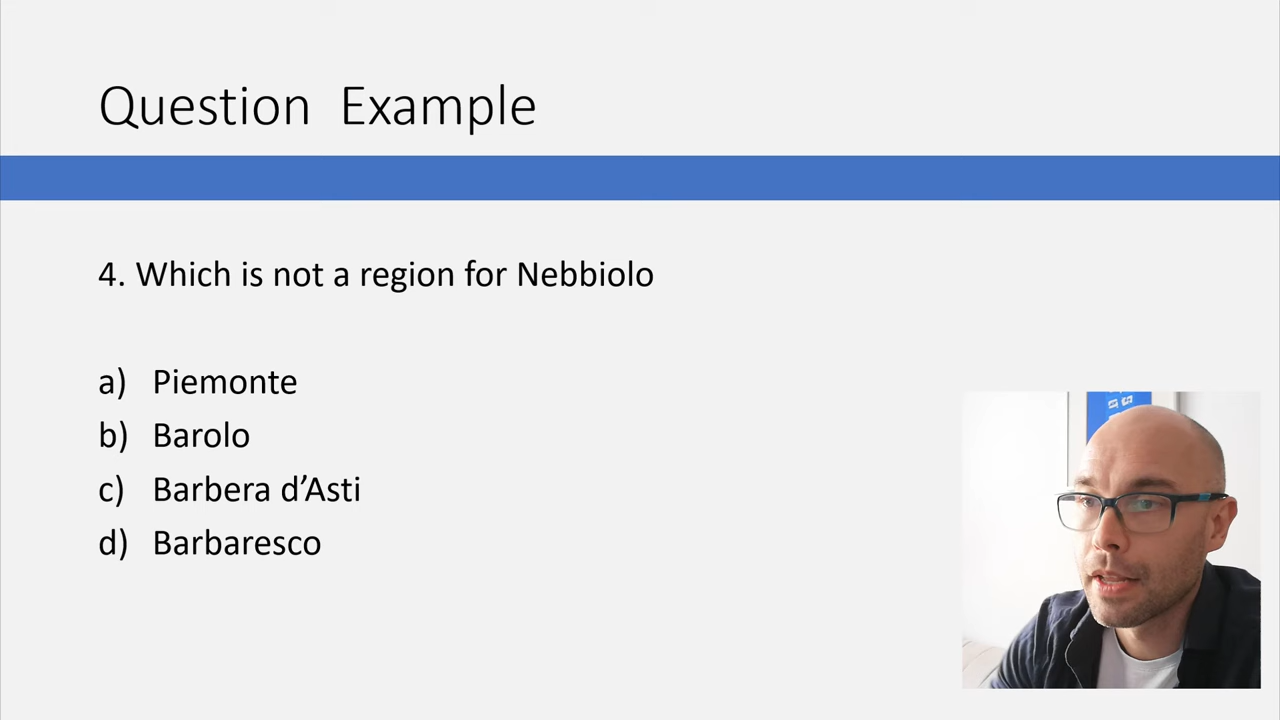 Question Example
4. Which is not a region for Nebbiolo
a) Piemonte
b) Barolo
c) Barbera d’Asti
d) Barbaresco